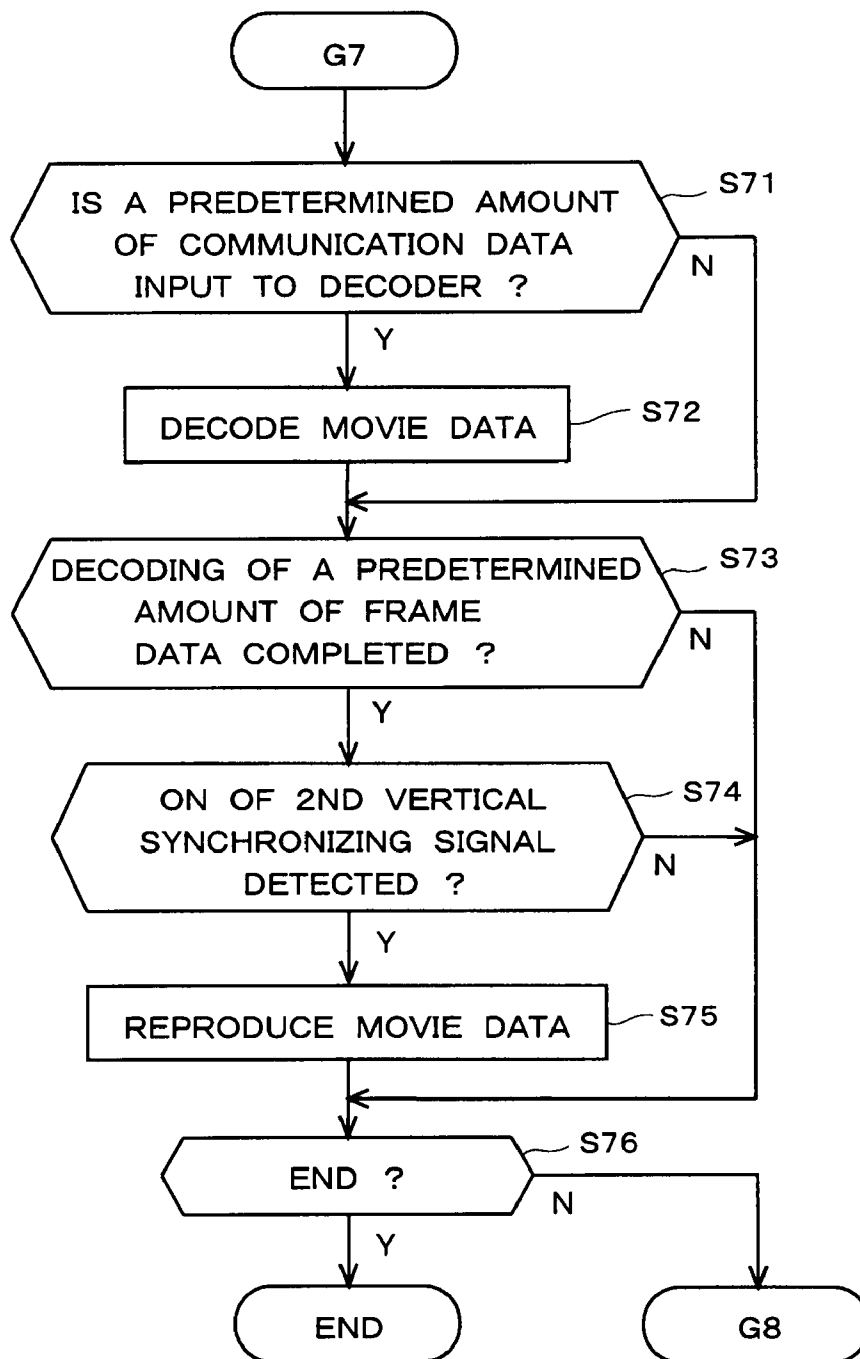 G7
IS A PREDETERMINED AMOUNT
OF COMMUNICATION DATA
INPUT TO DECODER ?
S71
N
Y
DECODE MOVIE DATA
S72
DECODING OF A PREDETERMINED
AMOUNT OF FRAME
DATA COMPLETED ?
S73
N
Y
ON OF 2ND VERTICAL
SYNCHRONIZING SIGNAL
DETECTED ?
S74
N
Y
REPRODUCE MOVIE DATA
S75
END ?
S76
N
Y
END
G8